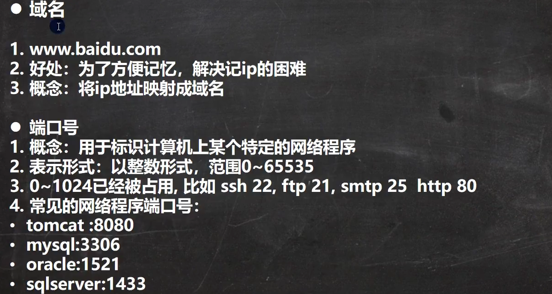 ● 域名
1. www.baidu.com
2. 好处：为了方便记忆，解决记ip的困难
3. 概念：将ip地址映射成域名
● 端口号
1. 概念：用于标识计算机上某个特定的网络程序
2. 表示形式：以整数形式，范围0~65535
3. 0~1024已经被占用, 比如 ssh 22, ftp 21, smtp 25  http 80
4. 常见的网络程序端口号：
• tomcat :8080
• mysql:3306
• oracle:1521
• sqlserver:1433